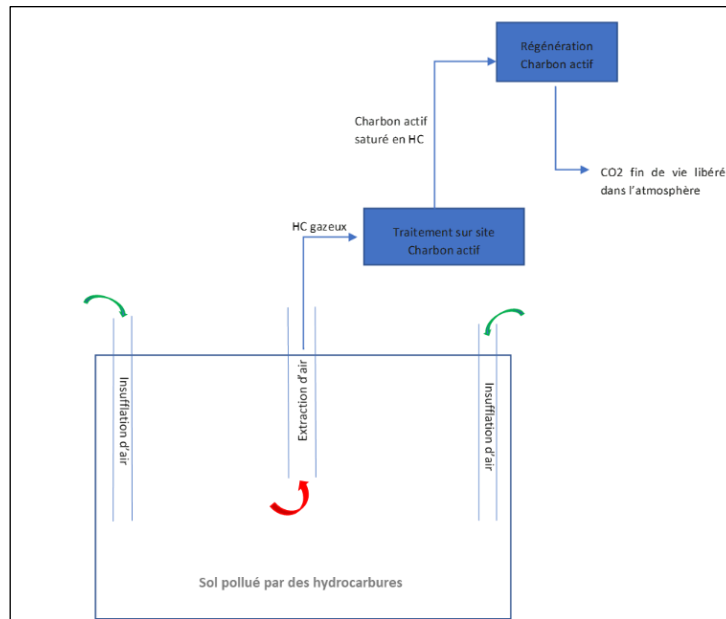 Régénération
Charbon actif
Charbon actif
saturé en HC
CO2 fin de vie libéré
dans l'atmosphère
HC gazeux
Traitement sur site
Charbon actif
Insufflation d'air
Extraction d'air
Insufflation d'air
Sol pollué par des hydrocarbures